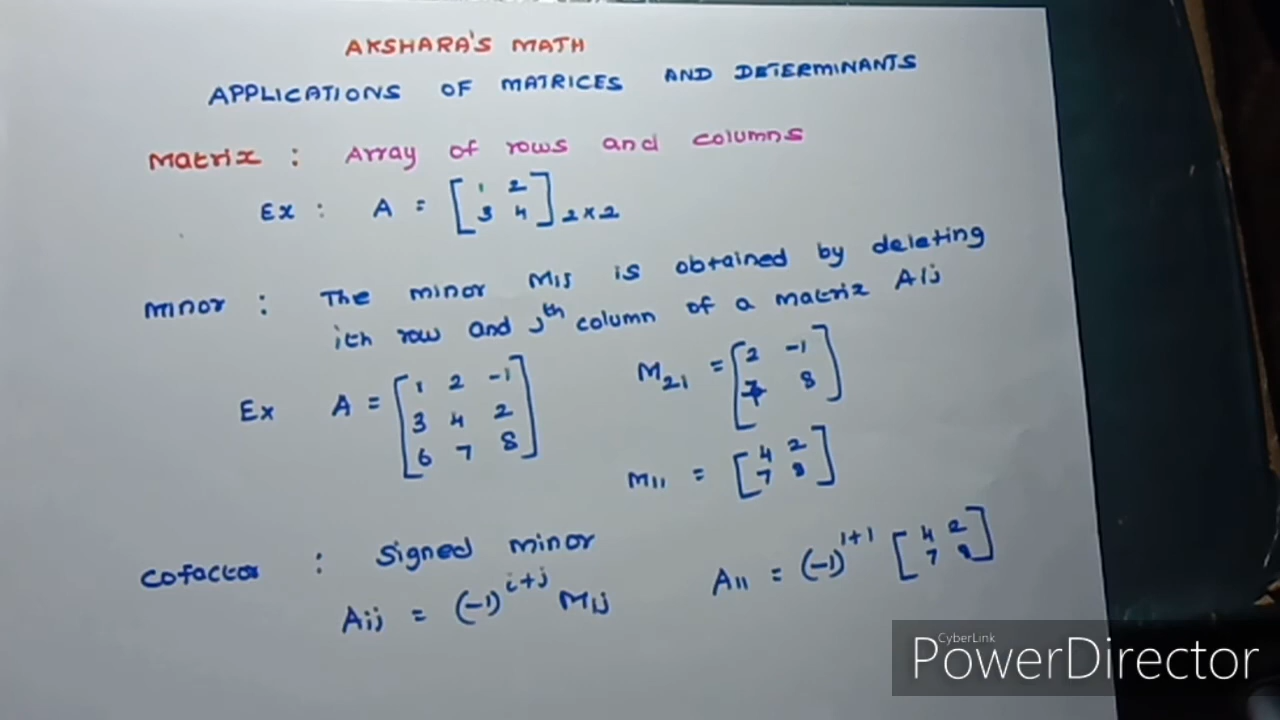 AKSHARA'S MATH
APPLICATIONS OF MATRICES AND DETERMINANTS
Matrix : Array of rows and columns
Ex : A = [1 2
3 4] 2x2
Minor : The minor Mij is obtained by deleting
ith row and jth column of a matrix Aij
Ex A = [1 2 -1
3 4 2
6 7 8]
M21 = [2 -1
7 8]
M11 = [4 2
7 8]
Cofactor : Signed minor
Aij = (-1)^i+j Mij
A11 = (-1)^1+1 [4 2
7 8]
CyberLink
PowerDirector